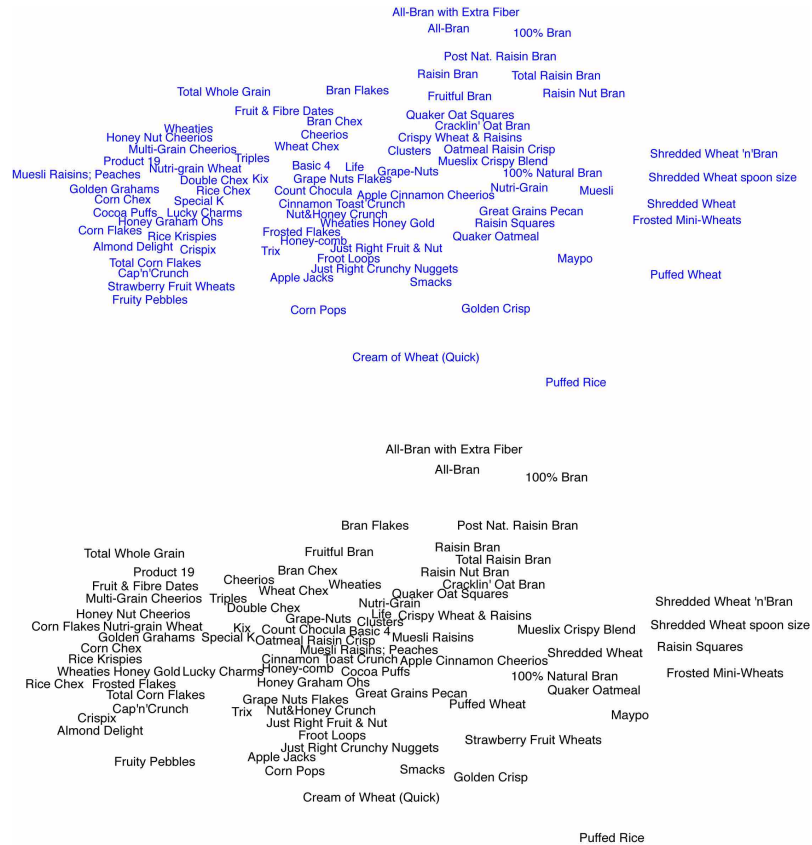 All-Bran with Extra Fiber
All-Bran
100% Bran
Post Nat. Raisin Bran
Raisin Bran
Total Raisin Bran
Total Whole Grain
Bran Flakes
Fruitful Bran
Raisin Nut Bran
Fruit & Fibre Dates
Quaker Oat Squares
Bran Chex
Cracklin' Oat Bran
Wheaties
Cheerios
Honey Nut Cheerios
Crispy Wheat & Raisins
Wheat Chex
Multi-Grain Cheerios
Clusters
Oatmeal Raisin Crisp
Shredded Wheat 'n'Bran
Triples
Product 19
Mueslix Crispy Blend
Basic 4
Life
Nutri-grain Wheat
Grape-Nuts
100% Natural Bran
Muesli Raisins; Peaches
Shredded Wheat spoon size
Double Chex
Kix
Grape Nuts Flakes
Golden Grahams
Rice Chex
Count Chocula
Nutri-Grain
Muesli
Apple Cinnamon Cheerios
Corn Chex
Special K
Cinnamon Toast Crunch
Shredded Wheat
Cocoa Puffs
Lucky Charms
Nut&Honey Crunch
Great Grains Pecan
Honey Graham Ohs
Wheaties Honey Gold
Raisin Squares
Frosted Mini-Wheats
Corn Flakes
Frosted Flakes
Rice Krispies
Quaker Oatmeal
Honey-comb
Almond Delight
Crispix
Trix
Just Right Fruit & Nut
Froot Loops
Maypo
Total Corn Flakes
Just Right Crunchy Nuggets
Cap'n'Crunch
Puffed Wheat
Apple Jacks
Smacks
Strawberry Fruit Wheats
Fruity Pebbles
Corn Pops
Golden Crisp
Cream of Wheat (Quick)
Puffed Rice
All-Bran with Extra Fiber
All-Bran
100% Bran
Bran Flakes
Post Nat. Raisin Bran
Raisin Bran
Total Whole Grain
Fruitful Bran
Total Raisin Bran
Product 19
Bran Chex
Raisin Nut Bran
Cheerios
Fruit & Fibre Dates
Wheaties
Cracklin' Oat Bran
Wheat Chex
Quaker Oat Squares
Multi-Grain Cheerios
Triples
Nutri-Grain
Shredded Wheat 'n'Bran
Double Chex
Honey Nut Cheerios
Life
Crispy Wheat & Raisins
Grape-Nuts
Clusters
Corn Flakes
Nutri-grain Wheat
Kix
Count Chocula
Basic 4
Mueslix Crispy Blend
Shredded Wheat spoon size
Golden Grahams
Special K
Oatmeal Raisin Crisp
Muesli Raisins
Corn Chex
Muesli Raisins; Peaches
Raisin Squares
Shredded Wheat
Rice Krispies
Cinnamon Toast Crunch
Apple Cinnamon Cheerios
Wheaties Honey Gold
Lucky Charms
Honey-comb
Cocoa Puffs
Frosted Mini-Wheats
100% Natural Bran
Rice Chex
Frosted Flakes
Honey Graham Ohs
Quaker Oatmeal
Total Corn Flakes
Great Grains Pecan
Grape Nuts Flakes
Puffed Wheat
Cap'n'Crunch
Trix
Nut&Honey Crunch
Maypo
Crispix
Just Right Fruit & Nut
Almond Delight
Froot Loops
Strawberry Fruit Wheats
Just Right Crunchy Nuggets
Apple Jacks
Fruity Pebbles
Corn Pops
Smacks
Golden Crisp
Cream of Wheat (Quick)
Puffed Rice